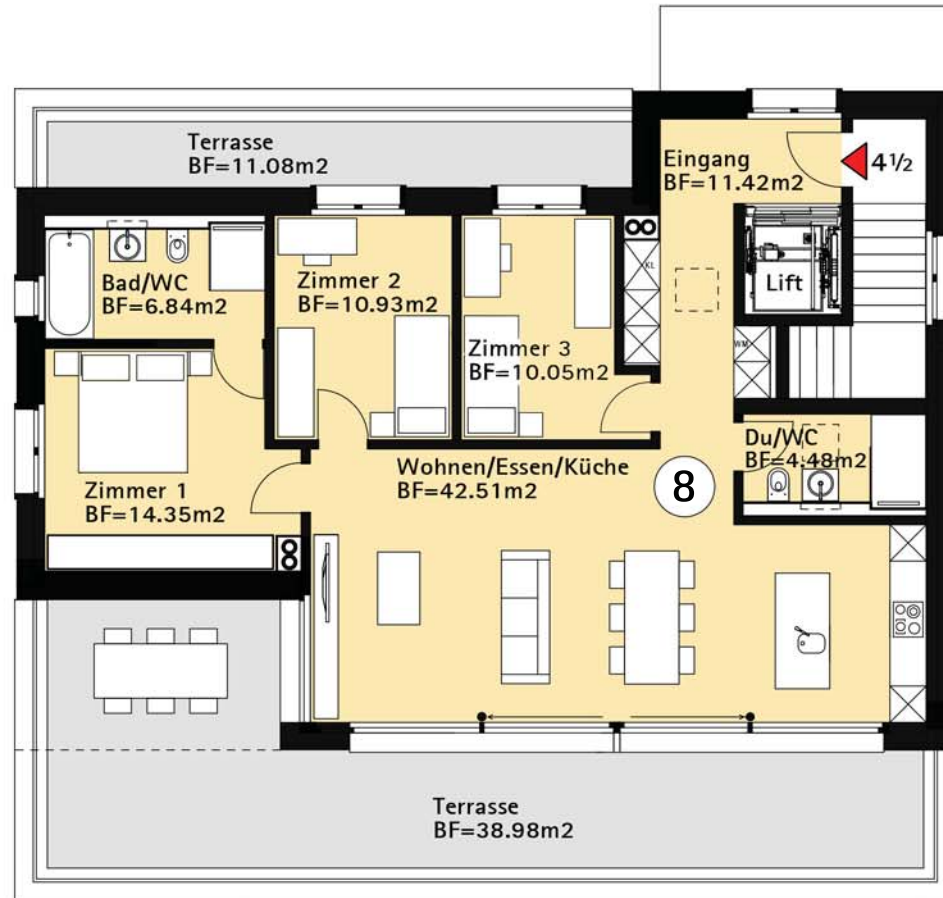 Terrasse
BF=11.08m2
Eingang
BF=11.42m2
4½
Bad/WC
BF=6.84m2
Zimmer 2
BF=10.93m2
KL
Lift
Zimmer 3
BF=10.05m2
WM
Du/WC
BF=4.48m2
Wohnen/Essen/Küche
BF=42.51m2
8
Zimmer 1
BF=14.35m2
Terrasse
BF=38.98m2